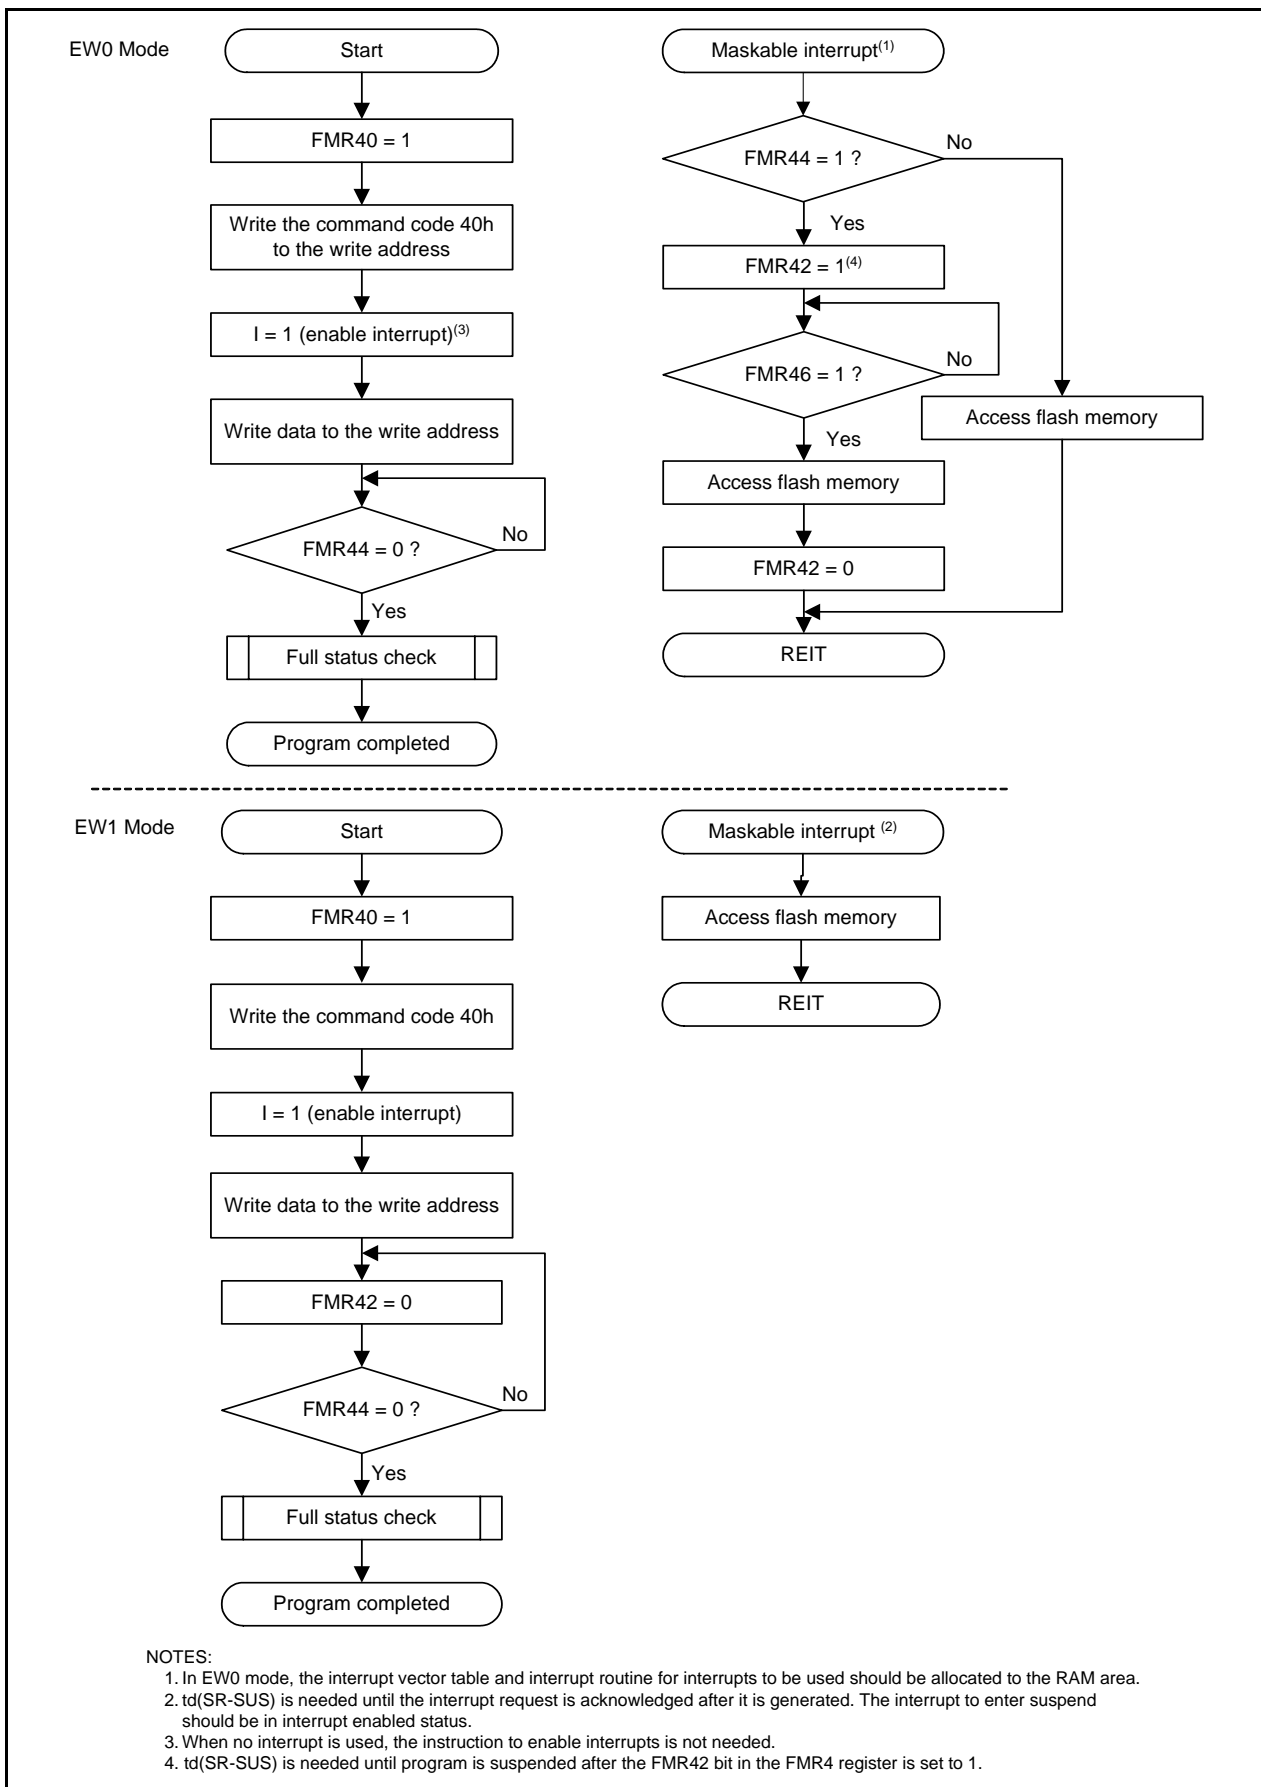 EW0 Mode
Start
FMR40 = 1
Write the command code 40h
to the write address
I = 1 (enable interrupt)(3)
Write data to the write address
FMR44 = 0 ?
No
Yes
Full status check
Program completed
Maskable interrupt(1)
FMR44 = 1 ?
No
Yes
FMR42 = 1(4)
FMR46 = 1 ?
No
Yes
Access flash memory
Access flash memory
FMR42 = 0
REIT
EW1 Mode
Start
FMR40 = 1
Write the command code 40h
I = 1 (enable interrupt)
Write data to the write address
FMR42 = 0
FMR44 = 0 ?
No
Yes
Full status check
Program completed
Maskable interrupt (2)
Access flash memory
REIT
NOTES:
1. In EW0 mode, the interrupt vector table and interrupt routine for interrupts to be used should be allocated to the RAM area.
2. td(SR-SUS) is needed until the interrupt request is acknowledged after it is generated. The interrupt to enter suspend
should be in interrupt enabled status.
3. When no interrupt is used, the instruction to enable interrupts is not needed.
4. td(SR-SUS) is needed until program is suspended after the FMR42 bit in the FMR4 register is set to 1.